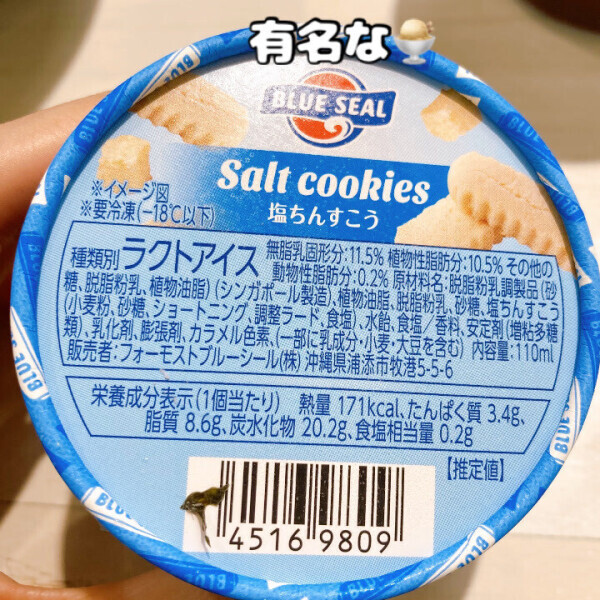 有名な🍨
BLUE SEAL
Salt cookies
塩ちんすこう
※イメージ図
※要冷凍(−18℃以下)
種類別 ラクトアイス 無脂乳固形分:11.5% 植物性脂肪分:10.5% その他の
動物性脂肪分:0.2% 原材料名:脱脂粉乳調製品(砂
糖、脱脂粉乳、植物油脂)(シンガポール製造)、植物油脂、脱脂粉乳、砂糖、塩ちんすこう
(小麦粉、砂糖、ショートニング、調整ラード、食塩)、水飴、食塩/香料、安定剤(増粘多糖
類)、乳化剤、膨張剤、カラメル色素、(一部に乳成分・小麦・大豆を含む) 内容量:110ml
販売者:フォーモストブルーシール(株) 沖縄県浦添市牧港5-5-6
栄養成分表示(1個当たり) 熱量 171kcal、たんぱく質 3.4g、
脂質 8.6g、炭水化物 20.2g、食塩相当量 0.2g
【推定値】
4516 9809